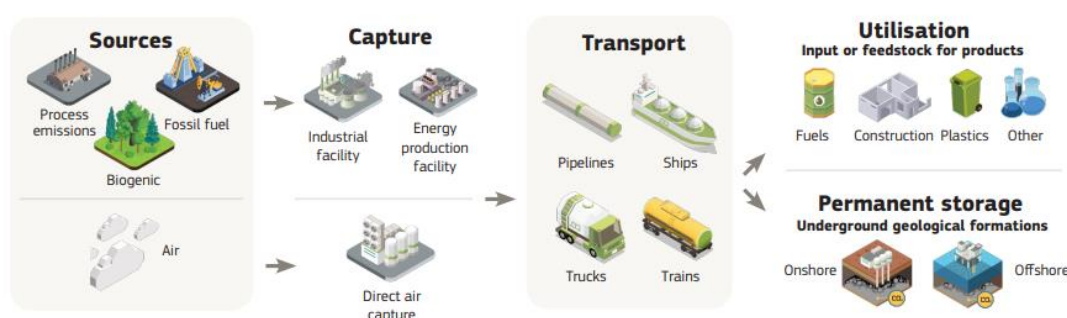 Sources
Process
emissions
Fossil fuel
Biogenic
Air
Capture
Industrial
facility
Energy
production
facility
Direct air
capture
Transport
Pipelines
Ships
Trucks
Trains
Utilisation
Input or feedstock for products
Fuels
Construction
Plastics
Other
Permanent storage
Underground geological formations
Onshore
CO₂
CO₂
Offshore